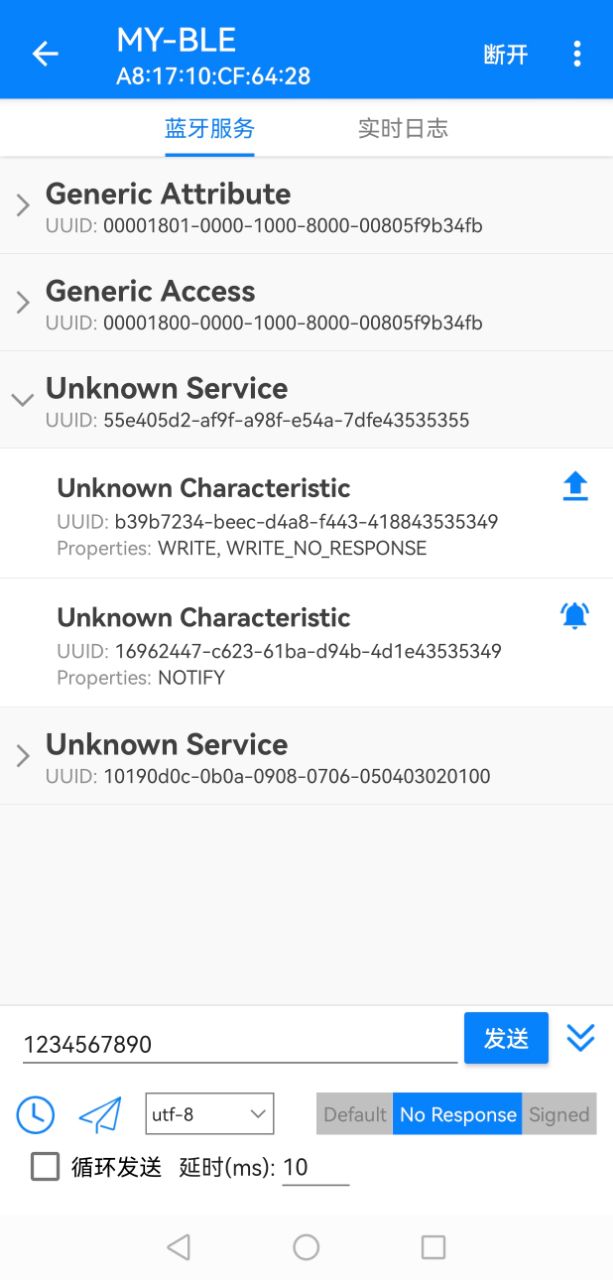 MY-BLE
A8:17:10:CF:64:28
断开
蓝牙服务
实时日志
Generic Attribute
UUID: 00001801-0000-1000-8000-00805f9b34fb
Generic Access
UUID: 00001800-0000-1000-8000-00805f9b34fb
Unknown Service
UUID: 55e405d2-af9f-a98f-e54a-7dfe43535355
Unknown Characteristic
UUID: b39b7234-beec-d4a8-f443-418843535349
Properties: WRITE, WRITE_NO_RESPONSE
Unknown Characteristic
UUID: 16962447-c623-61ba-d94b-4d1e43535349
Properties: NOTIFY
Unknown Service
UUID: 10190d0c-0b0a-0908-0706-050403020100
1234567890
发送
utf-8
Default No Response Signed
循环发送 延时(ms): 10